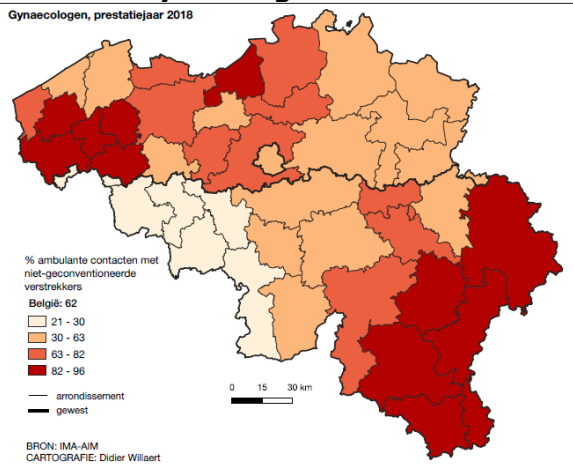 Gynaecologen, prestatiejaar 2018
% ambulante contacten met
niet-geconventioneerde
verstrekkers
België: 62
21 - 30
30 - 63
63 - 82
82 - 96
arrondissement
gewest
0 15 30 km
BRON: IMA-AIM
CARTOGRAFIE: Didier Willaert